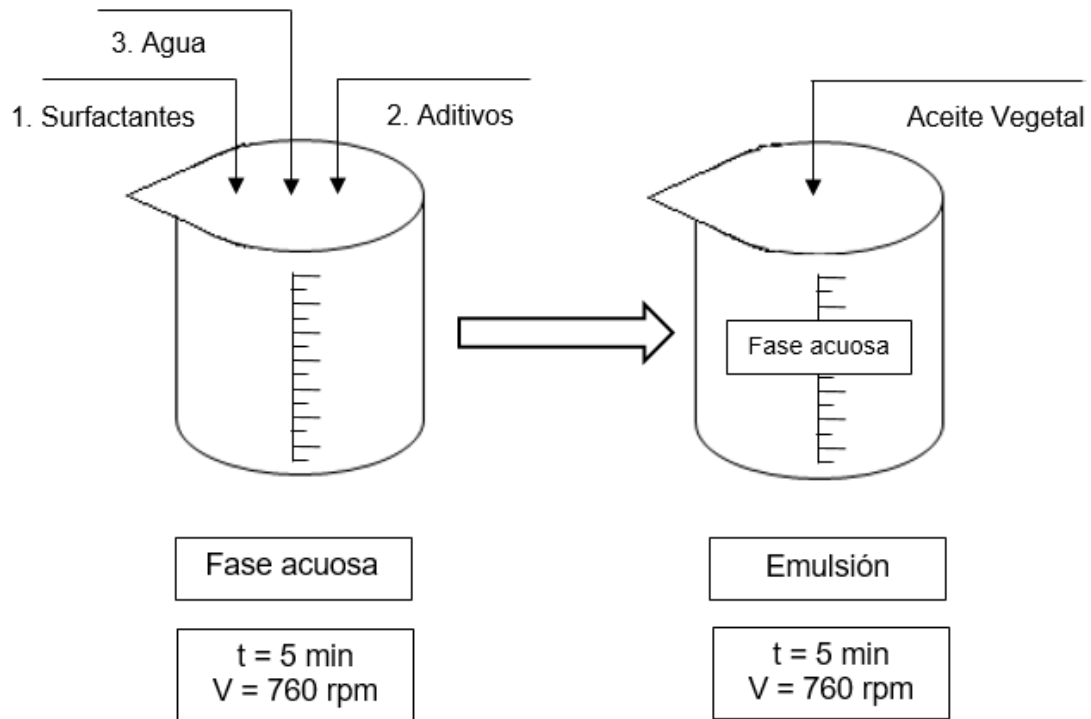 3. Agua
1. Surfactantes
2. Aditivos
Aceite Vegetal
Fase acuosa
Fase acuosa
t = 5 min
V = 760 rpm
Emulsión
t = 5 min
V = 760 rpm